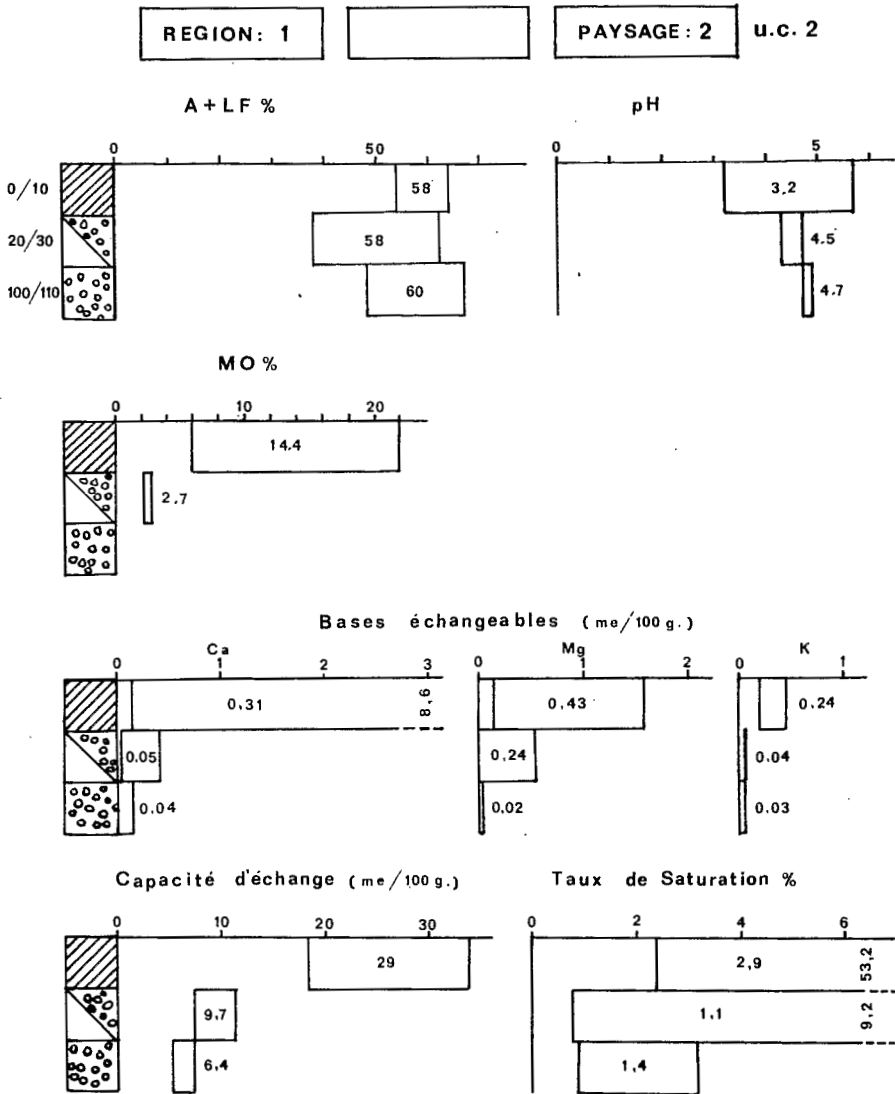 REGION: 1 PAYSAGE: 2 u.c. 2
A + LF % pH
0 50 0 5
0/10 58 3,2
20/30 58 4.5
100/110 60 4.7
MO %
0 10 20
14.4
2.7
Bases échangeables (me/100 g.)
Ca Mg K
0 1 2 3 0 1 2 0 1
0,31 8,6 0,43 0,24
0.05 0,24 0.04
0.04 0,02 0.03
Capacité d'échange (me/100 g.) Taux de Saturation %
0 10 20 30 0 2 4 6
29 2,9 53,2
9.7 1,1 9,2
6.4 1,4